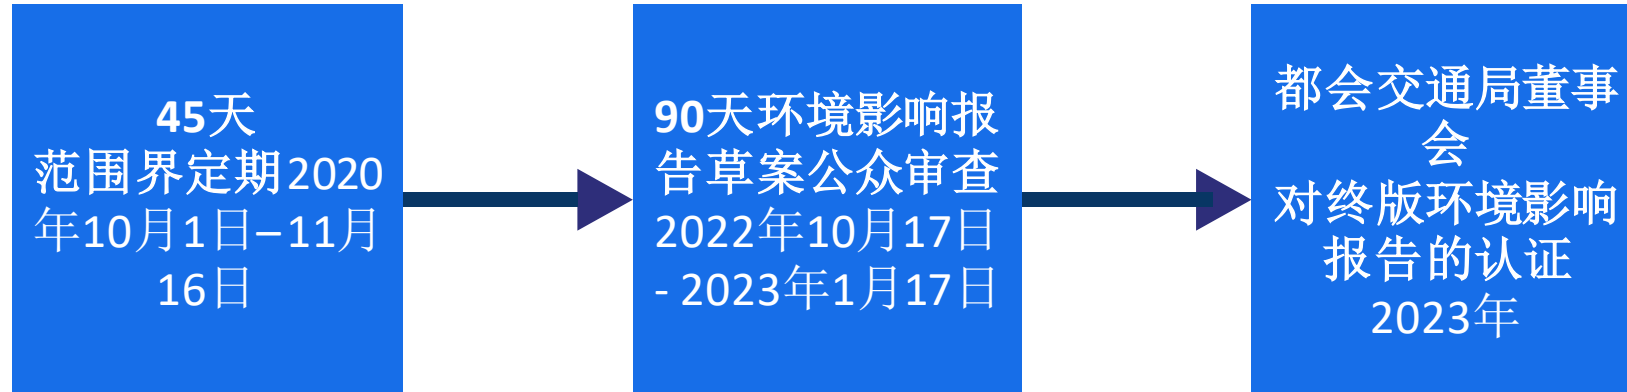 45天
范围界定期2020
年10月1日–11月
16日
90天环境影响报
告草案公众审查
2022年10月17日
- 2023年1月17日
都会交通局董事
会
对终版环境影响
报告的认证
2023年